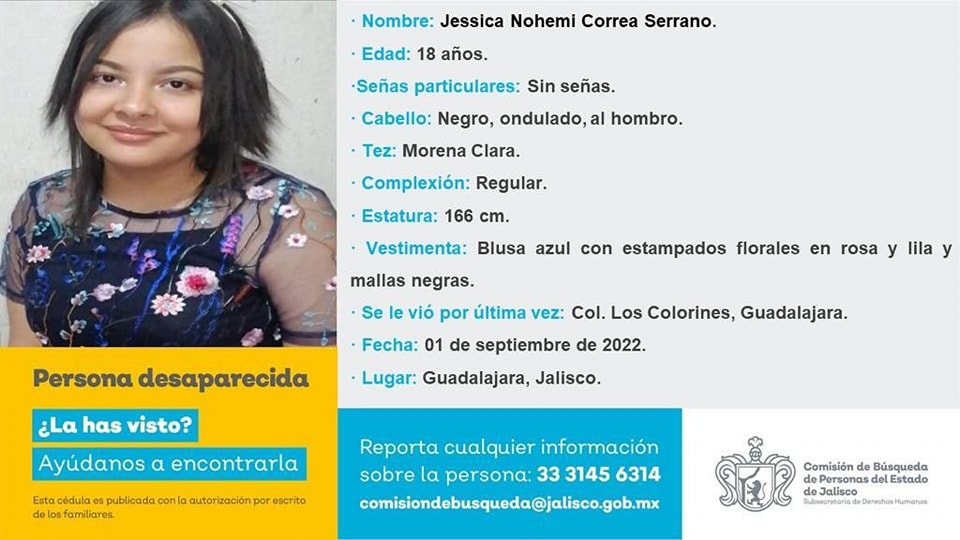 · Nombre: Jessica Nohemi Correa Serrano.
· Edad: 18 años.
·Señas particulares: Sin señas.
· Cabello: Negro, ondulado, al hombro.
· Tez: Morena Clara.
· Complexión: Regular.
· Estatura: 166 cm.
· Vestimenta: Blusa azul con estampados florales en rosa y lila y
mallas negras.
· Se le vió por última vez: Col. Los Colorines, Guadalajara.
· Fecha: 01 de septiembre de 2022.
· Lugar: Guadalajara, Jalisco.
Persona desaparecida
¿La has visto?
Ayúdanos a encontrarla
Esta cédula es publicada con la autorización por escrito
de los familiares.
Reporta cualquier información
sobre la persona: 33 3145 6314
comisiondebusqueda@jalisco.gob.mx
Comisión de Búsqueda
de Personas del Estado
de Jalisco
Subsecretaría de Derechos Humanos